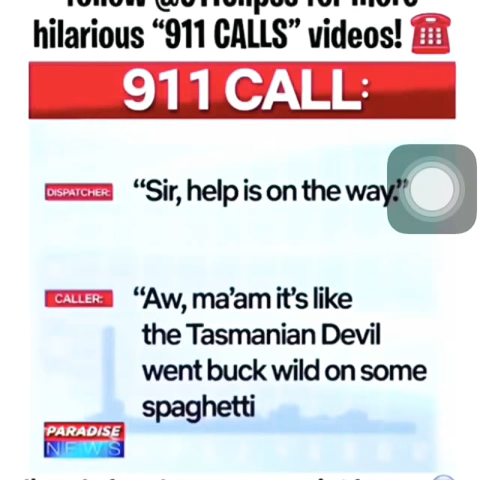 hilarious “911 CALLS” videos! ☎️
911 CALL:
DISPATCHER: “Sir, help is on the way.”
CALLER: “Aw, ma’am it’s like
the Tasmanian Devil
went buck wild on some
spaghetti
PARADISE
NEWS